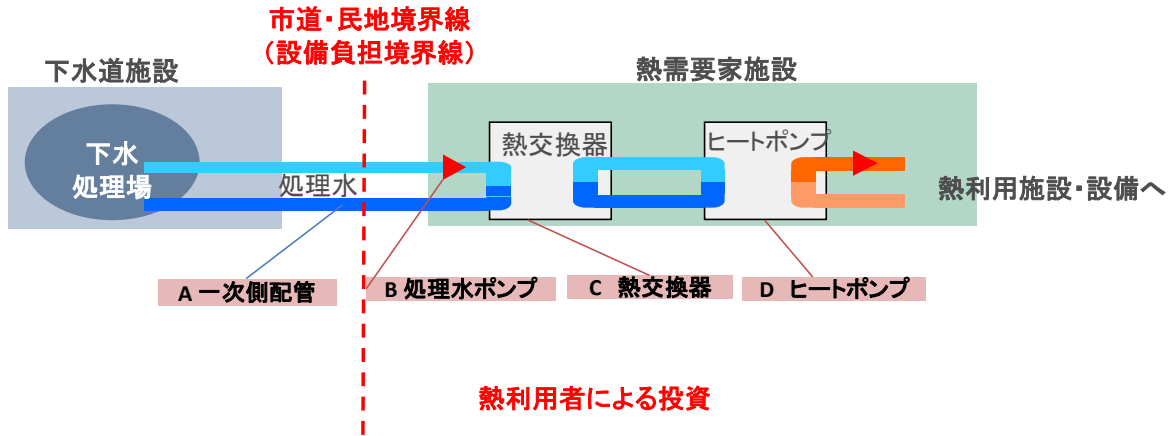 市道・民地境界線
（設備負担境界線）
下水道施設
熱需要家施設
下水
処理場
処理水
熱交換器
ヒートポンプ
熱利用施設・設備へ
A 一次側配管
B 処理水ポンプ
C 熱交換器
D ヒートポンプ
熱利用者による投資